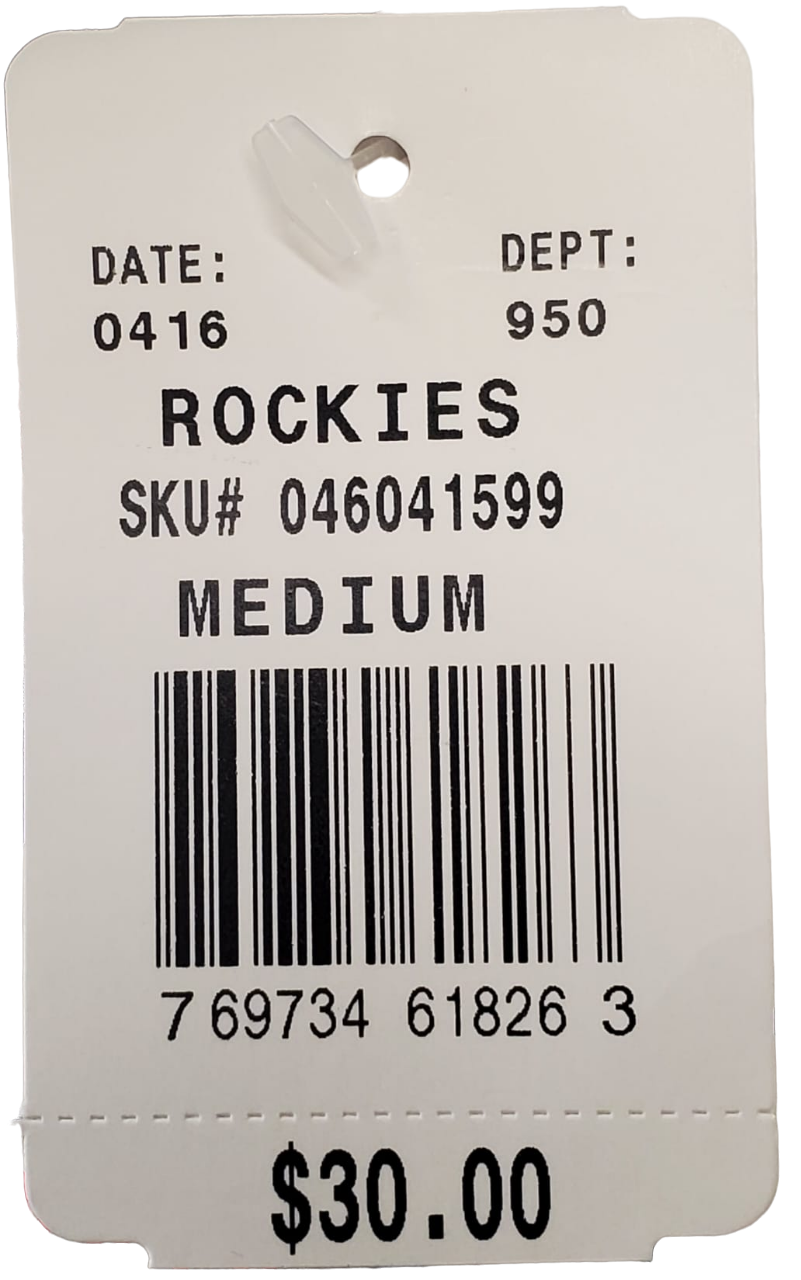 DATE: DEPT:
0416 950
ROCKIES
SKU# 046041599
MEDIUM
7 69734 61826 3
$30.00